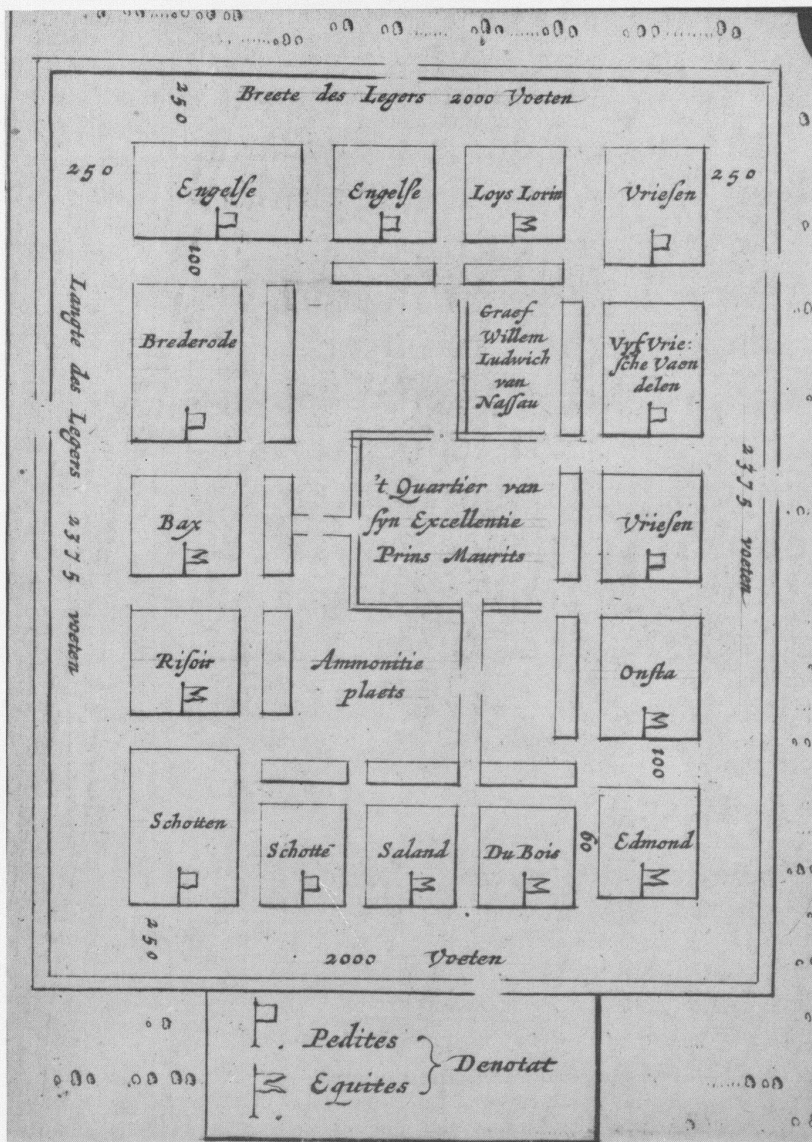 250
Breete des Legers 2000 Voeten
250
250
Engelse
Engelse
Loys Lorin
Vriesen
100
Langte des Legers 2375 voeten
Brederode
Graef
Willem
Ludwich
van
Nassau
Vyf Vrie:
sche Vaen
delen
2375 voeten
Bax
't Quartier van
syn Excellentie
Prins Maurits
Vriesen
Risoir
Ammonitie
plaets
Onsta
100
Schotten
Schotte
Saland
Du Bois
60
Edmond
250
2000 Voeten
Pedites
Equites
Denotat